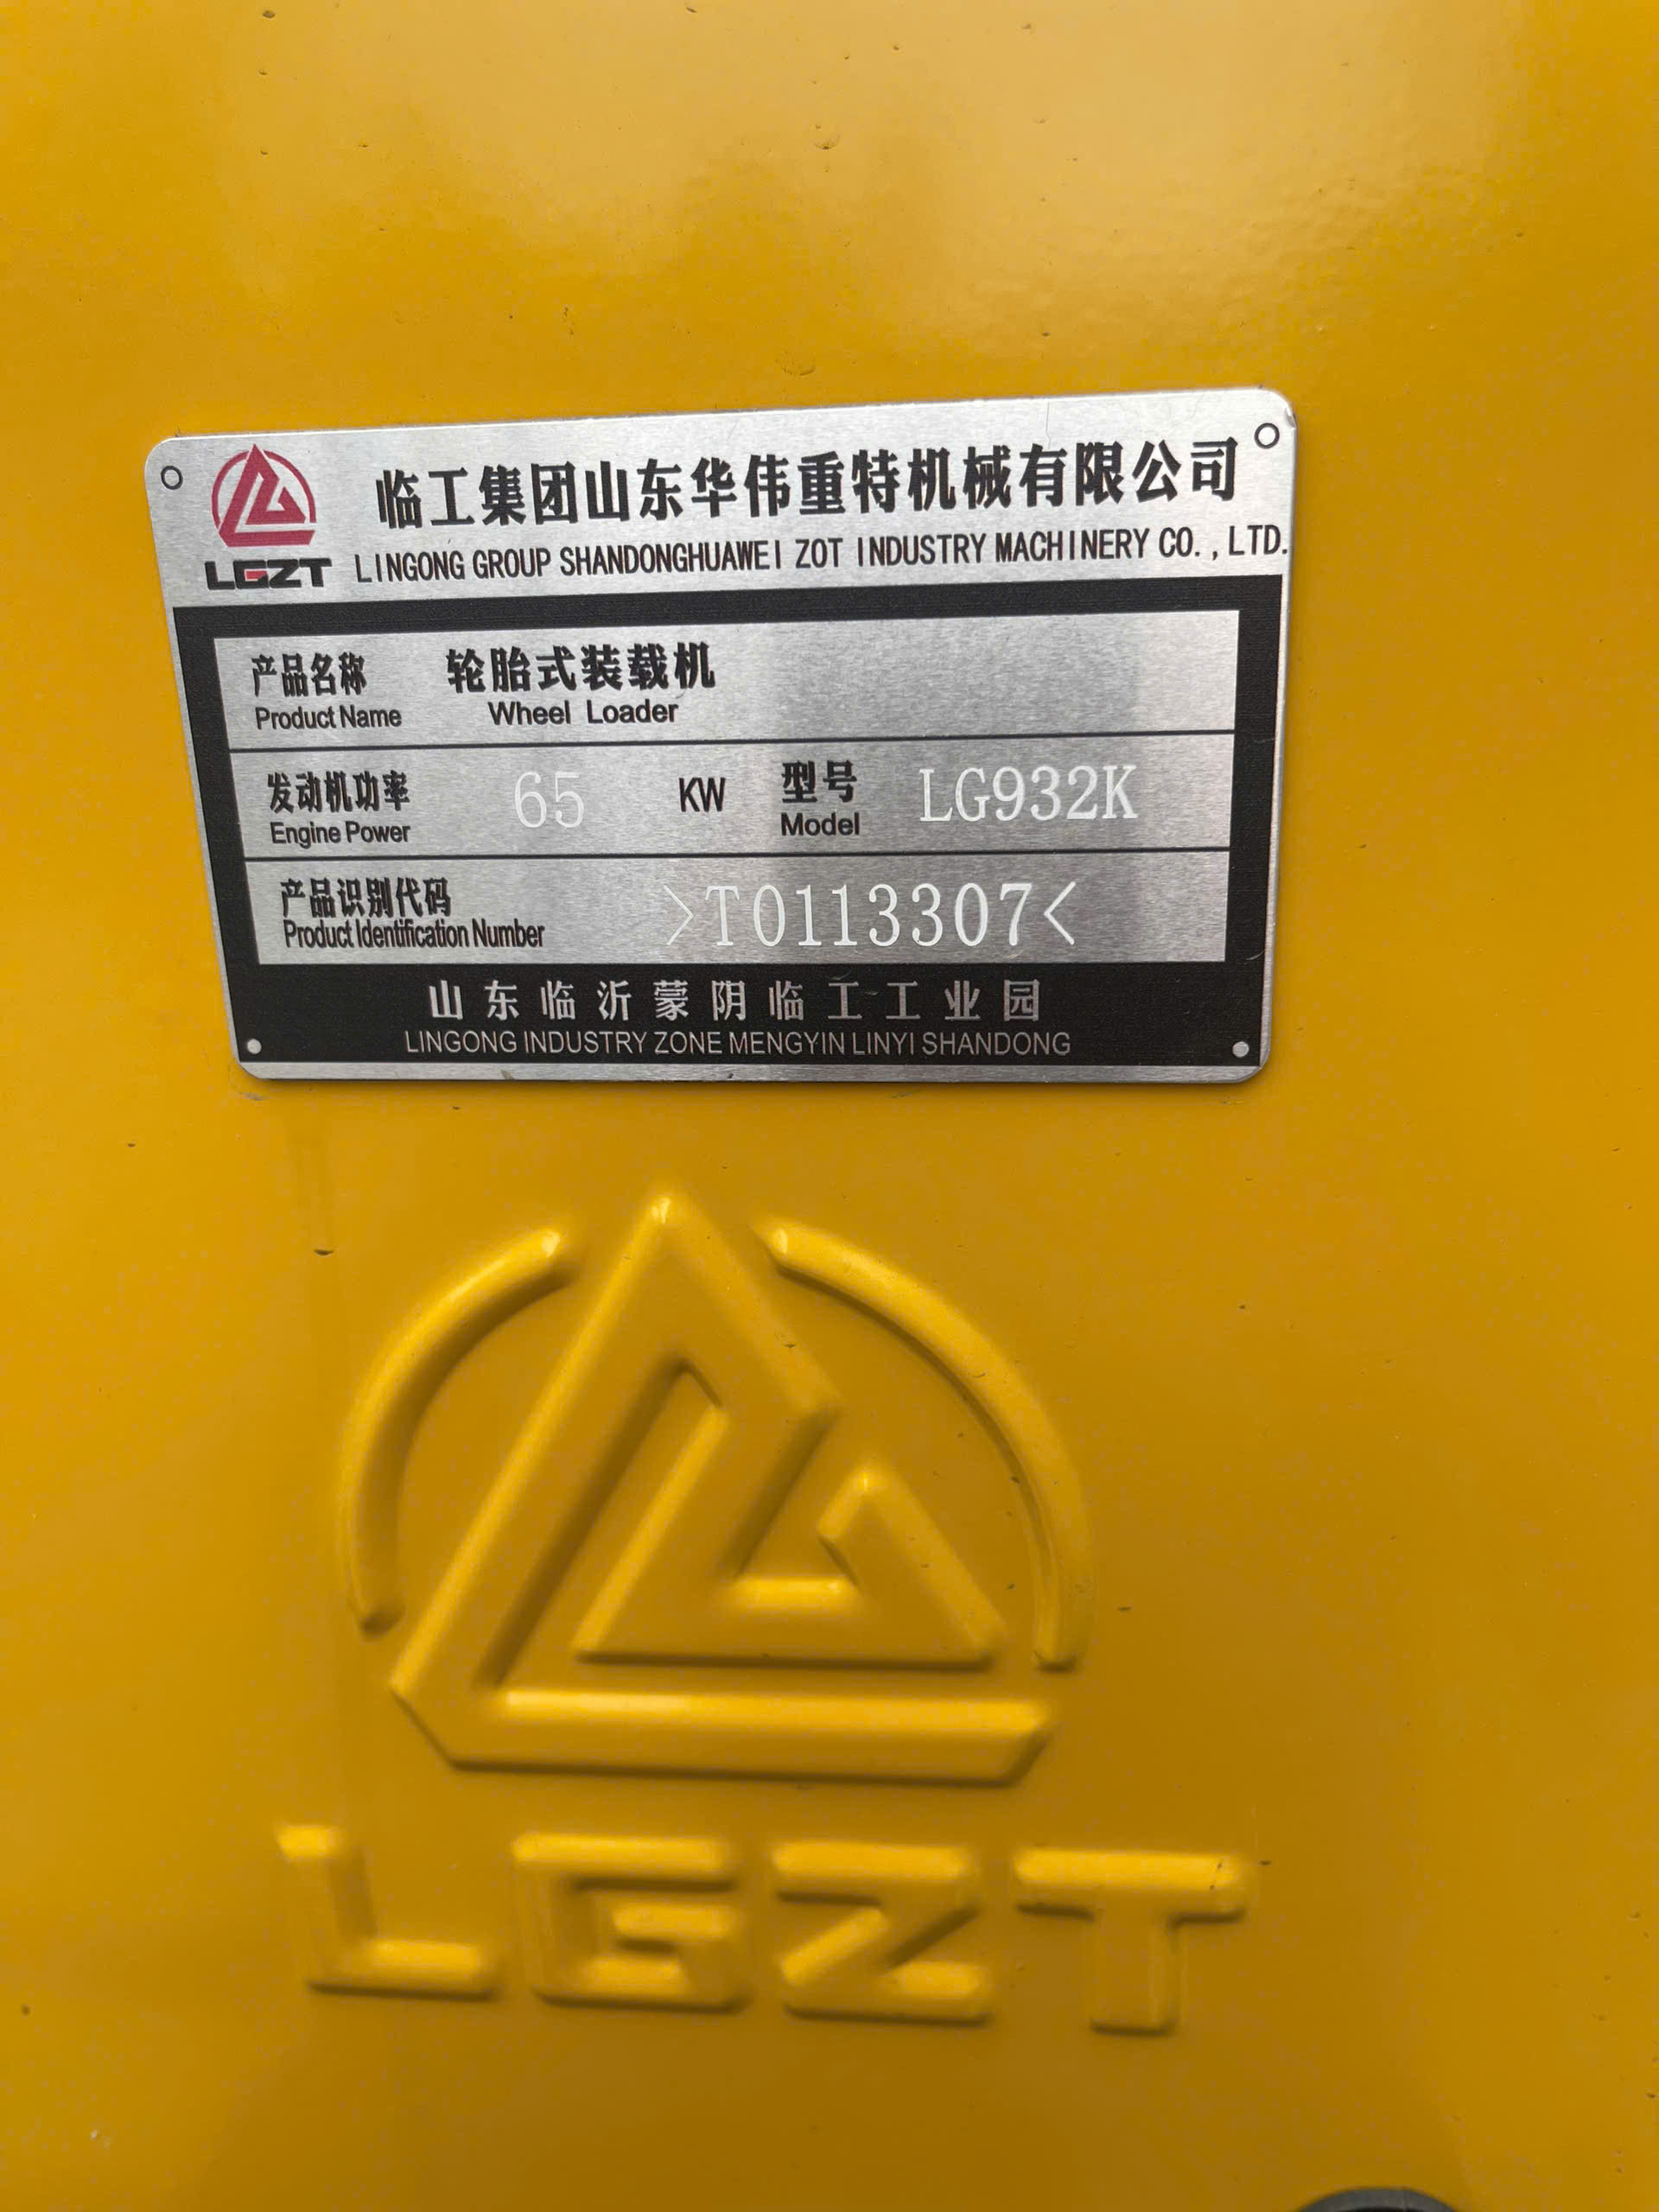 临工集团山东华伟重特机械有限公司
LGZT LINGONG GROUP SHANDONGHUAWEI ZOT INDUSTRY MACHINERY CO.,LTD.
产品名称 轮胎式装载机
Product Name Wheel Loader
发动机功率 65 KW 型号 LG932K
Engine Power Model
产品识别代码 >T0113307<
Product Identification Number
山东临沂蒙阴临工工业园
LINGONG INDUSTRY ZONE MENGYIN LINYI SHANDONG
LGZT